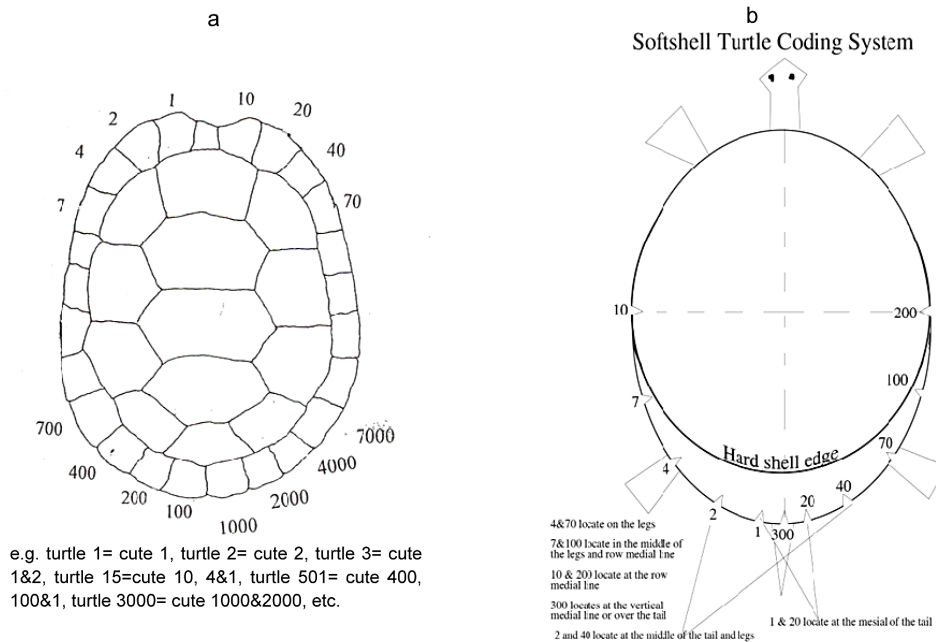 a
1
10
20
2
40
4
70
7
700
7000
400
4000
200
2000
100
1000
e.g. turtle 1= cute 1, turtle 2= cute 2, turtle 3= cute
1&2, turtle 15=cute 10, 4&1, turtle 501= cute 400,
100&1, turtle 3000= cute 1000&2000, etc.
b
Softshell Turtle Coding System
10
200
100
7
70
Hard shell edge
4
40
20
2
1
300
4&70 locate on the legs
7&100 locate in the middle of
the legs and row medial line
10 & 200 locate at the row
medial line
300 locates at the vertical
medial line or over the tail
1 & 20 locate at the mesial of the tail
2 and 40 locate at the middle of the tail and legs